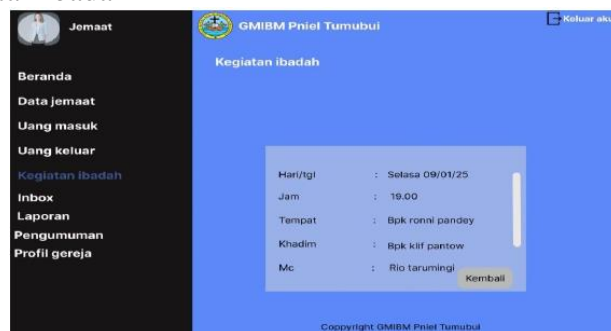 Jemaat
GMIBM Pniel Tumubui
Keluar aku
Kegiatan ibadah
Beranda
Data jemaat
Uang masuk
Uang keluar
Kegiatan ibadah
Inbox
Laporan
Pengumuman
Profil gereja
Hari/tgl : Selasa 09/01/25
Jam : 19.00
Tempat : Bpk ronni pandey
Khadim : Bpk klif pantow
Mc : Rio tarumingi
Kembali
Coppyright GMIBM Pniel Tumubui